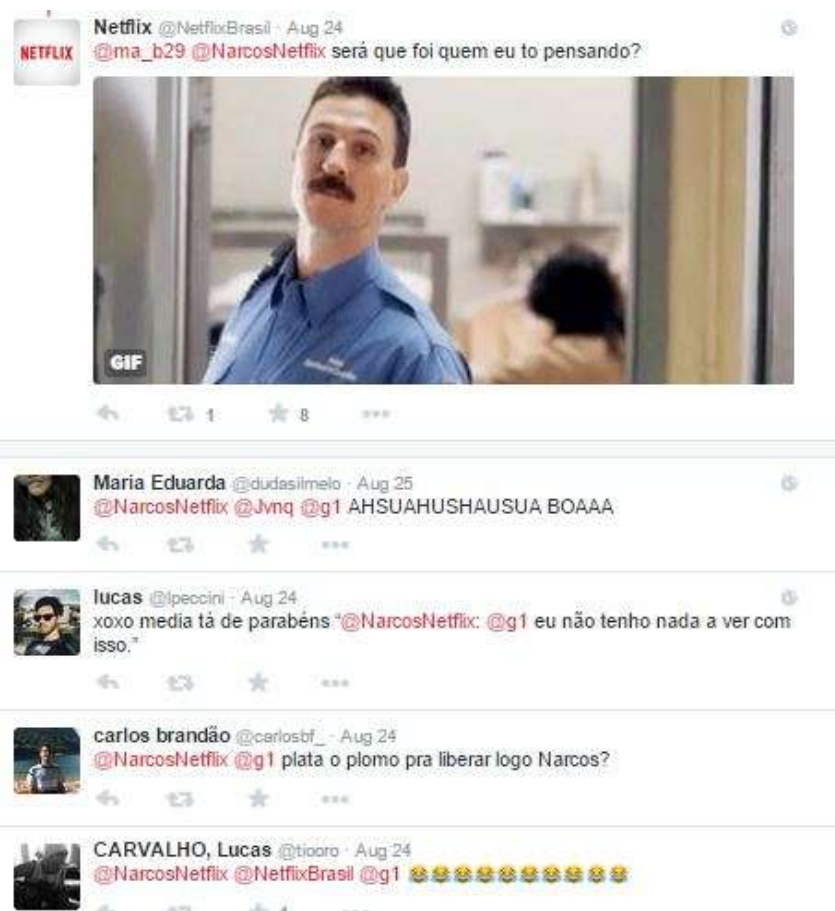 NETFLIX
Netflix @NetflixBrasil · Aug 24
@ma_b29 @NarcosNetflix será que foi quem eu to pensando?
GIF
1 8
Maria Eduarda @dudasilmelo · Aug 25
@NarcosNetflix @Jvnq @g1 AHSUAHUSHAUSUA BOAAA
lucas @lpeccini · Aug 24
xoxo media tá de parabéns "@NarcosNetflix: @g1 eu não tenho nada a ver com
isso."
carlos brandão @carlosbf_ · Aug 24
@NarcosNetflix @g1 plata o plomo pra liberar logo Narcos?
CARVALHO, Lucas @tiooro · Aug 24
@NarcosNetflix @NetflixBrasil @g1 😂😂😂😂😂😂😂😂😂😂